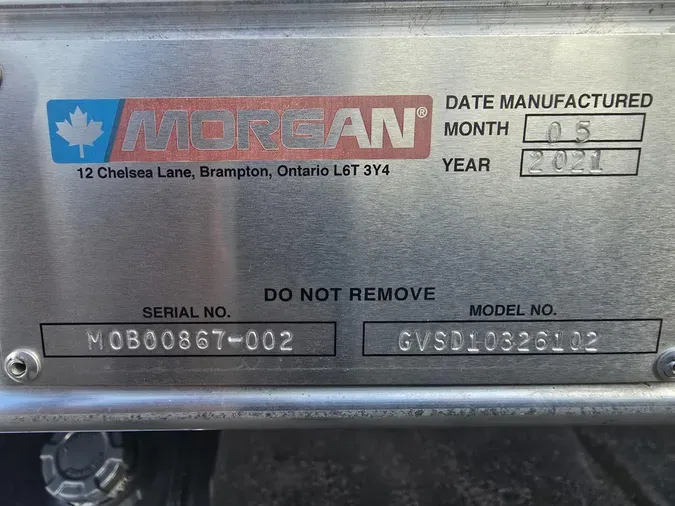 MORGAN®
12 Chelsea Lane, Brampton, Ontario L6T 3Y4
DATE MANUFACTURED
MONTH 05
YEAR 2021
DO NOT REMOVE
SERIAL NO.
M0B00867-002
MODEL NO.
GVSD10326102